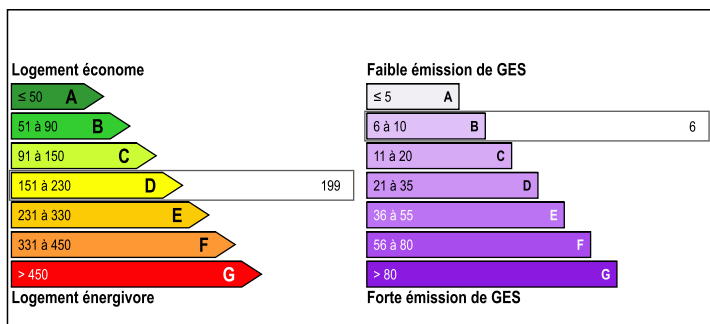 Logement économe
≤ 50 A
51 à 90 B
91 à 150 C
151 à 230 D 199
231 à 330 E
331 à 450 F
> 450 G
Logement énergivore
Faible émission de GES
≤ 5 A
6 à 10 B 6
11 à 20 C
21 à 35 D
36 à 55 E
56 à 80 F
> 80 G
Forte émission de GES